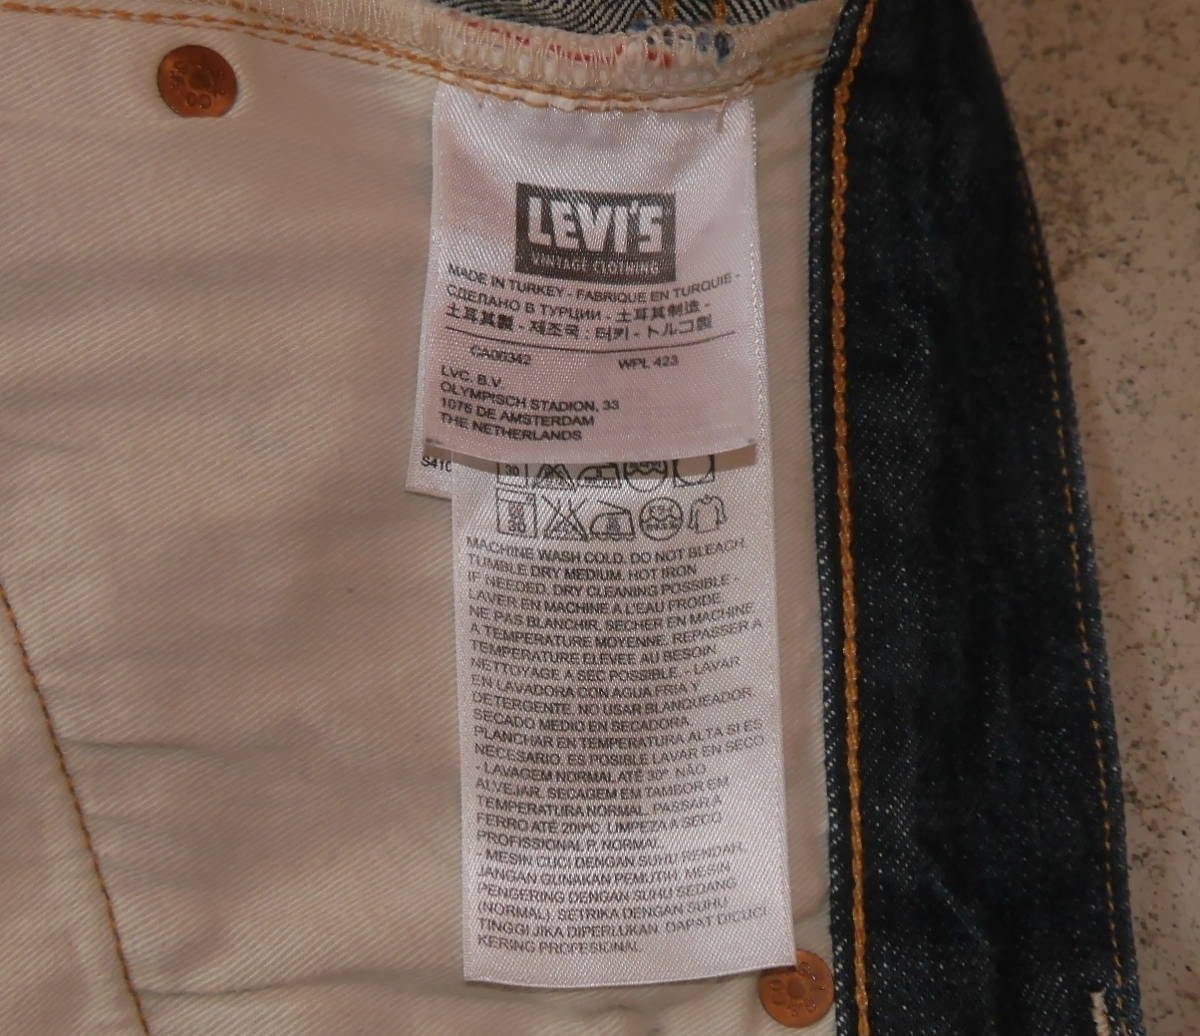 LEVI'S
VINTAGE CLOTHING
MADE IN TURKEY - FABRIQUE EN TURQUIE -
СДЕЛАНО В ТУРЦИИ - 土耳其制造 -
土耳其製 - 제조국 : 터키 - トルコ製
CA00342 WPL 423
LVC. B.V.
OLYMPISCH STADION, 33
1076 DE AMSTERDAM
THE NETHERLANDS
S410
30
30
MACHINE WASH COLD. DO NOT BLEACH.
TUMBLE DRY MEDIUM. HOT IRON
IF NEEDED. DRY CLEANING POSSIBLE -
LAVER EN MACHINE A L'EAU FROIDE
NE PAS BLANCHIR, SECHER EN MACHINE
A TEMPERATURE MOYENNE. REPASSER A
TEMPERATURE ELEVEE AU BESOIN
NETTOYAGE A SEC POSSIBLE. - LAVAR
EN LAVADORA CON AGUA FRIA Y
DETERGENTE. NO USAR BLANQUEADOR.
SECADO MEDIO EN SECADORA.
PLANCHAR EN TEMPERATURA ALTA SI ES
NECESARIO. ES POSIBLE LAVAR EN SECO
- LAVAGEM NORMAL ATÉ 30º. NÃO
ALVEJAR. SECAGEM EM TAMBOR EM
TEMPERATURA NORMAL. PASSAR A
FERRO ATÉ 200ºC. LIMPEZA A SECO
PROFISSIONAL P. NORMAL
- MESIN CUCI DENGAN SUHU RENDAH.
JANGAN GUNAKAN PEMUTIH. MESIN
PENGERING DENGAN SUHU SEDANG
(NORMAL). SETRIKA DENGAN SUHU
TINGGI JIKA DIPERLUKAN. DAPAT DICUCI
KERING PROFESIONAL.